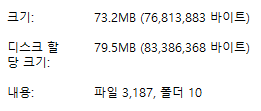 크기: 73.2MB (76,813,883 바이트)
디스크 할 79.5MB (83,386,368 바이트)
당 크기:
내용: 파일 3,187, 폴더 10